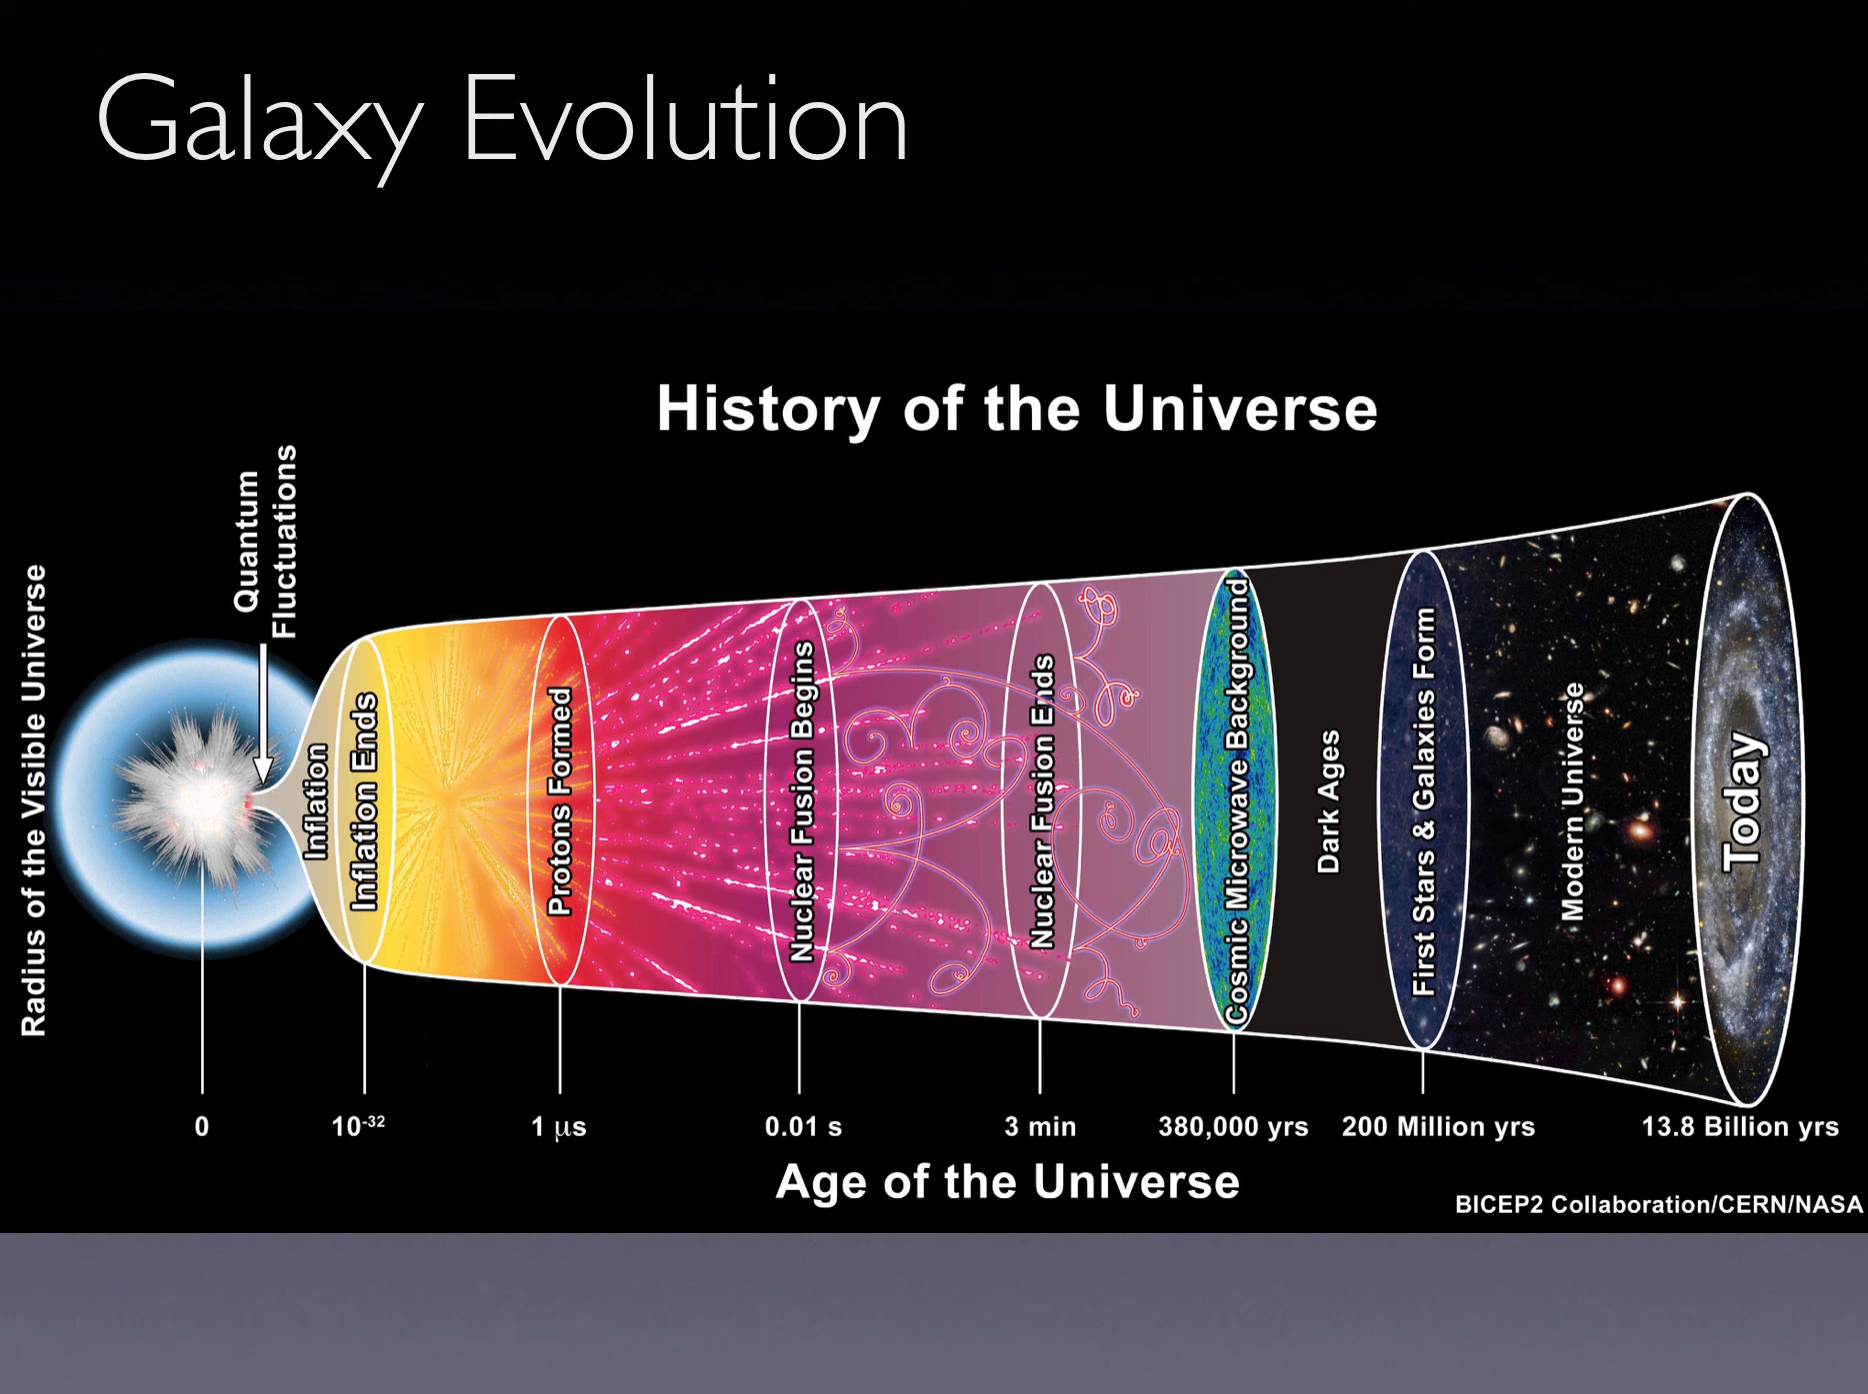 Galaxy Evolution
History of the Universe
Radius of the Visible Universe
Quantum
Fluctuations
Inflation
Inflation Ends
Protons Formed
Nuclear Fusion Begins
Nuclear Fusion Ends
Cosmic Microwave Background
Dark Ages
First Stars & Galaxies Form
Modern Universe
Today
0
10⁻³²
1 µs
0.01 s
3 min
380,000 yrs
200 Million yrs
13.8 Billion yrs
Age of the Universe
BICEP2 Collaboration/CERN/NASA